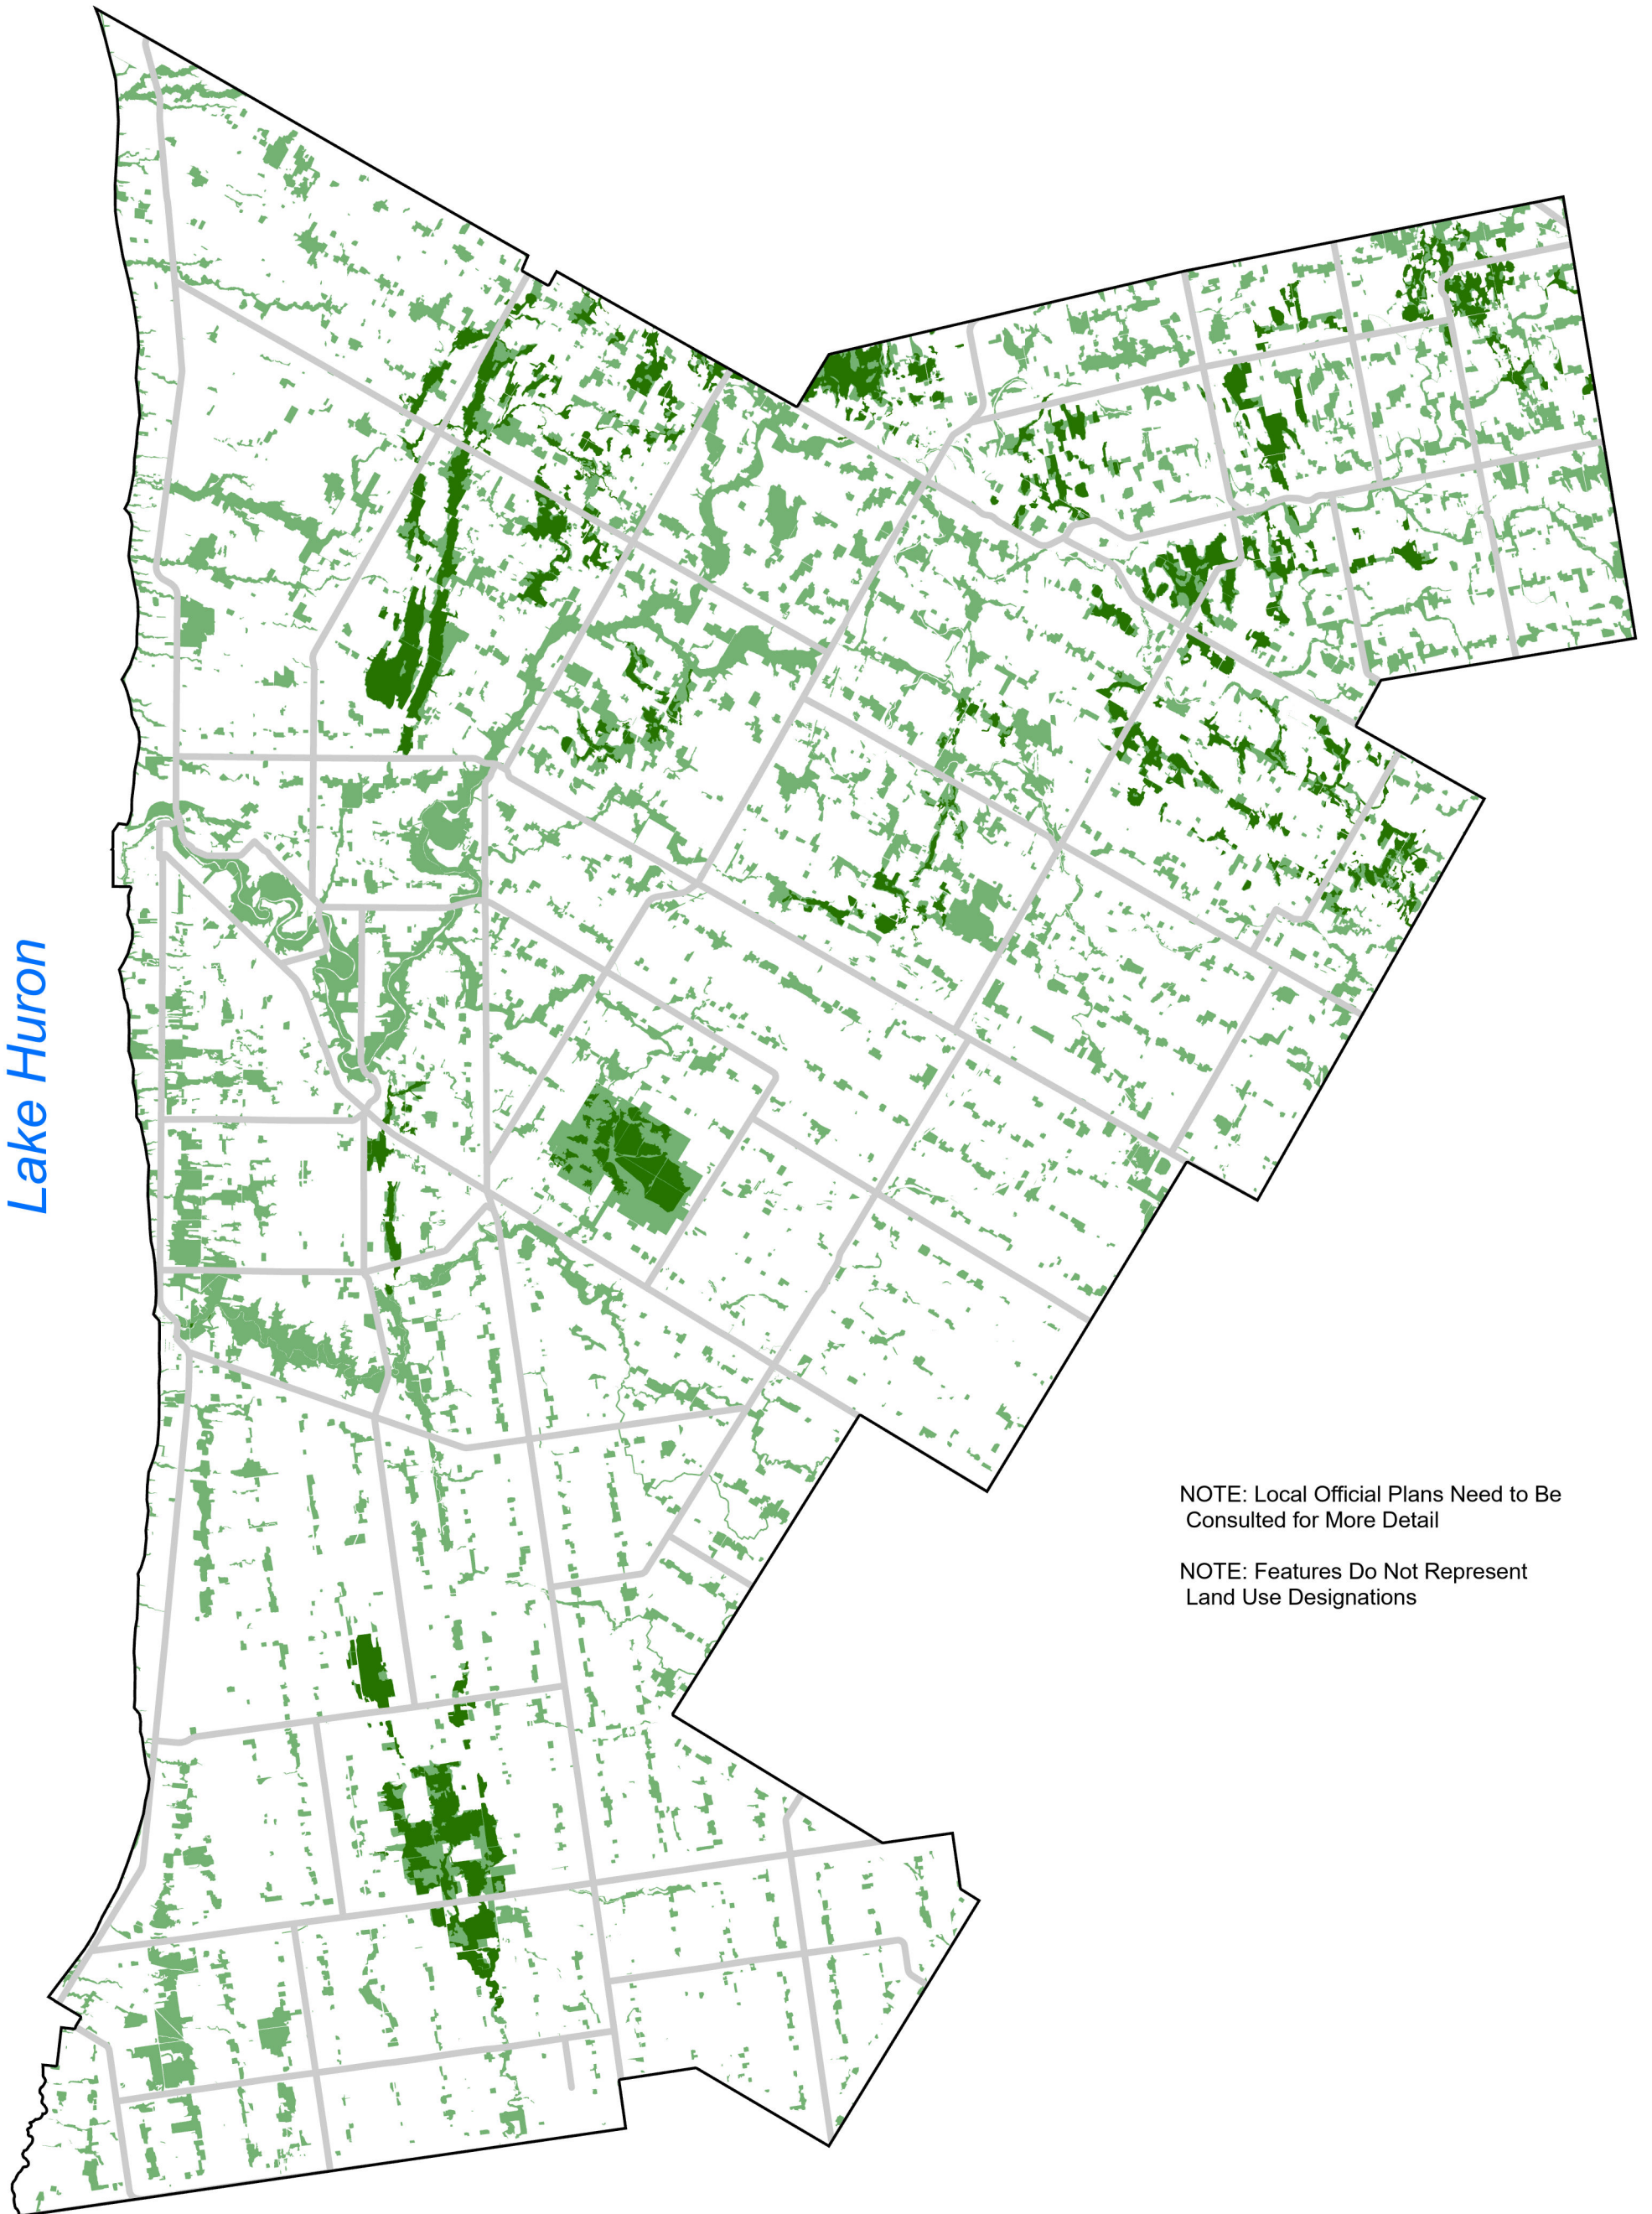 Lake Huron
NOTE: Local Official Plans Need to Be
Consulted for More Detail
NOTE: Features Do Not Represent
Land Use Designations